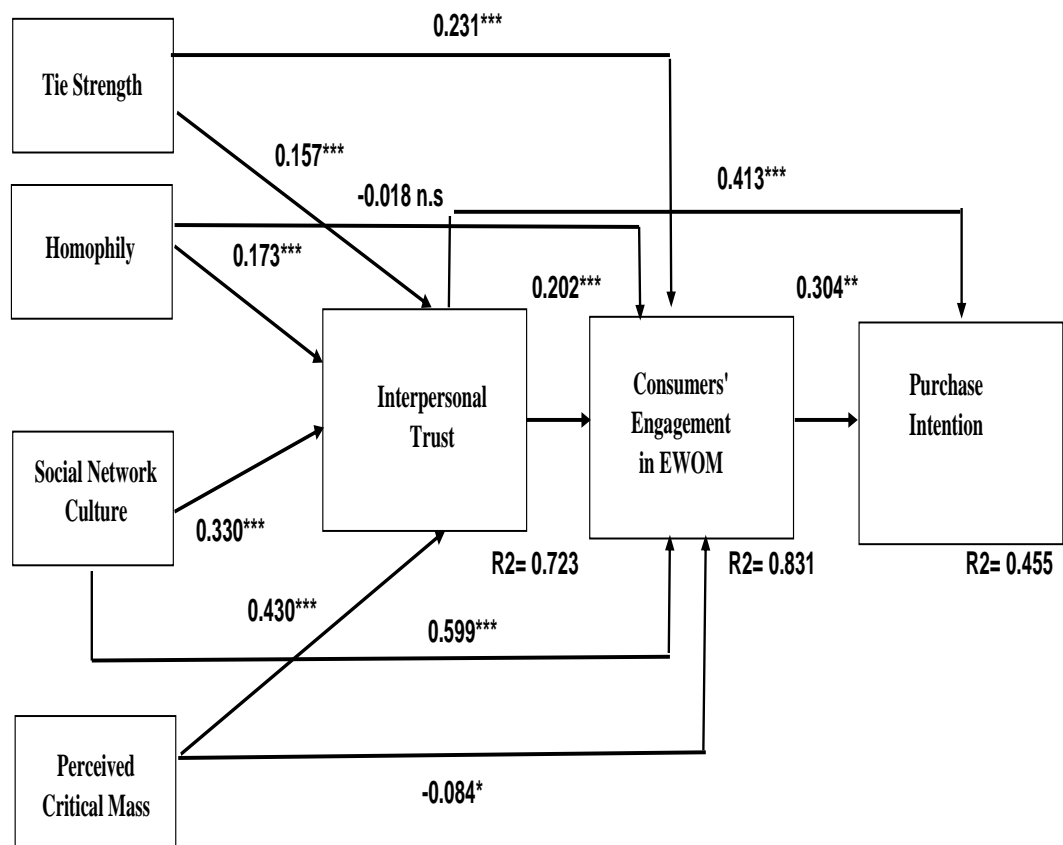 0.231***
Tie Strength
0.157***
-0.018 n.s
0.413***
Homophily
0.173***
0.202***
0.304**
Interpersonal
Trust
Consumers'
Engagement
in EWOM
Purchase
Intention
Social Network
Culture
0.330***
R2= 0.723
R2= 0.831
R2= 0.455
0.430***
0.599***
Perceived
Critical Mass
-0.084*